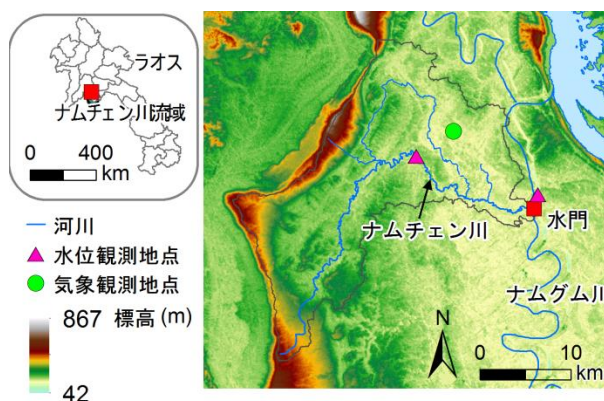 ラオス
ナムチェン川流域
0 400
km
河川
水位観測地点
気象観測地点
867 標高 (m)
42
ナムチェン川
水門
ナムグム川
N
0 10
km